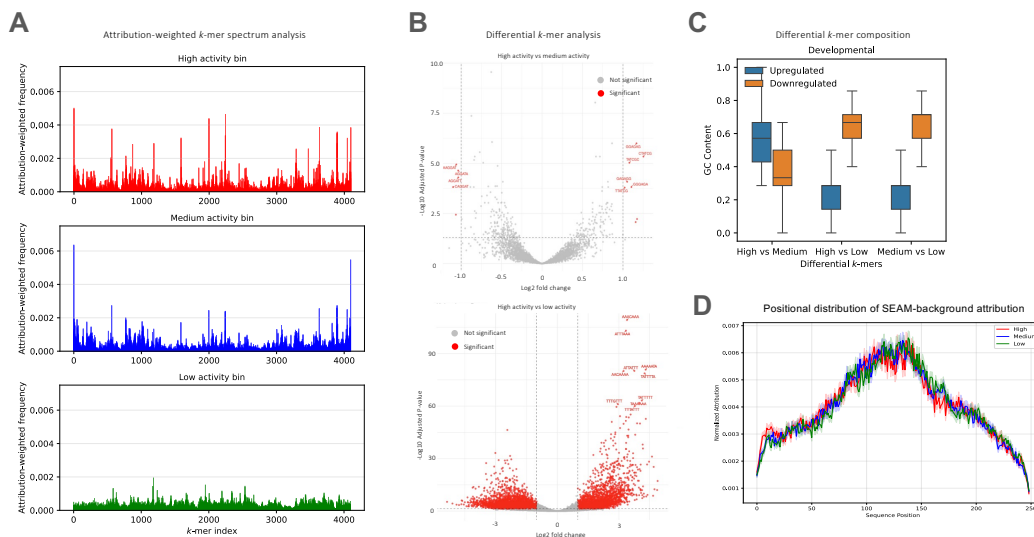 A
Attribution-weighted k-mer spectrum analysis
High activity bin
Attribution-weighted frequency
0.006
0.004
0.002
0.000
0
1000
2000
3000
4000
Medium activity bin
Attribution-weighted frequency
0.006
0.004
0.002
0.000
0
1000
2000
3000
4000
Low activity bin
Attribution-weighted frequency
0.006
0.004
0.002
0.000
0
1000
2000
3000
4000
k-mer index
B
Differential k-mer analysis
High activity vs medium activity
Not significant
Significant
-Log10 Adjusted P-value
10.0
7.5
5.0
2.5
0
-1.0
-0.5
0
0.5
1.0
Log2 fold change
High activity vs low activity
Not significant
Significant
-Log10 Adjusted P-value
90
60
30
0
-3
0
3
Log2 fold change
C
Differential k-mer composition
Developmental
Upregulated
Downregulated
GC Content
1.0
0.8
0.6
0.4
0.2
0.0
High vs Medium
High vs Low
Medium vs Low
Differential k-mers
D
Positional distribution of SEAM-background attribution
High
Medium
Low
Normalized Attribution
0.007
0.006
0.005
0.004
0.003
0.002
0.001
0
50
100
150
200
250
Sequence Position